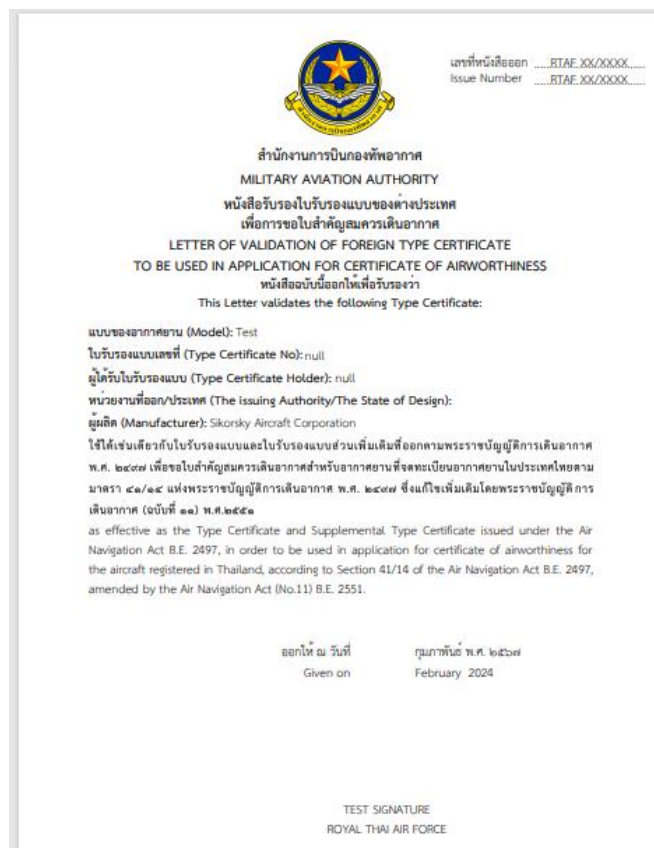 เลขที่หนังสือออก RTAF XX/XXXX
Issue Number RTAF XX/XXXX
สำนักงานการบินกองทัพอากาศ
MILITARY AVIATION AUTHORITY
หนังสือรับรองใบรับรองแบบของต่างประเทศ
เพื่อการขอใบสำคัญสมควรเดินอากาศ
LETTER OF VALIDATION OF FOREIGN TYPE CERTIFICATE
TO BE USED IN APPLICATION FOR CERTIFICATE OF AIRWORTHINESS
หนังสือฉบับนี้ออกให้เพื่อรับรองว่า
This Letter validates the following Type Certificate:
แบบของอากาศยาน (Model): Test
ใบรับรองแบบเลขที่ (Type Certificate No): null
ผู้ได้รับใบรับรองแบบ (Type Certificate Holder): null
หน่วยงานที่ออก/ประเทศ (The issuing Authority/The State of Design):
ผู้ผลิต (Manufacturer): Sikorsky Aircraft Corporation
ใช้ได้เช่นเดียวกับใบรับรองแบบและใบรับรองแบบส่วนเพิ่มเติมที่ออกตามพระราชบัญญัติการเดินอากาศ
พ.ศ. ๒๔๙๗ เพื่อขอใบสำคัญสมควรเดินอากาศสำหรับอากาศยานที่จดทะเบียนอากาศยานในประเทศไทยตาม
มาตรา ๔๑/๑๔ แห่งพระราชบัญญัติการเดินอากาศ พ.ศ. ๒๔๙๗ ซึ่งแก้ไขเพิ่มเติมโดยพระราชบัญญัติการ
เดินอากาศ (ฉบับที่ ๑๑) พ.ศ.๒๕๕๑
as effective as the Type Certificate and Supplemental Type Certificate issued under the Air
Navigation Act B.E. 2497, in order to be used in application for certificate of airworthiness for
the aircraft registered in Thailand, according to Section 41/14 of the Air Navigation Act B.E. 2497,
amended by the Air Navigation Act (No.11) B.E. 2551.
ออกให้ ณ วันที่ กุมภาพันธ์ พ.ศ. ๒๕๖๗
Given on February 2024
TEST SIGNATURE
ROYAL THAI AIR FORCE